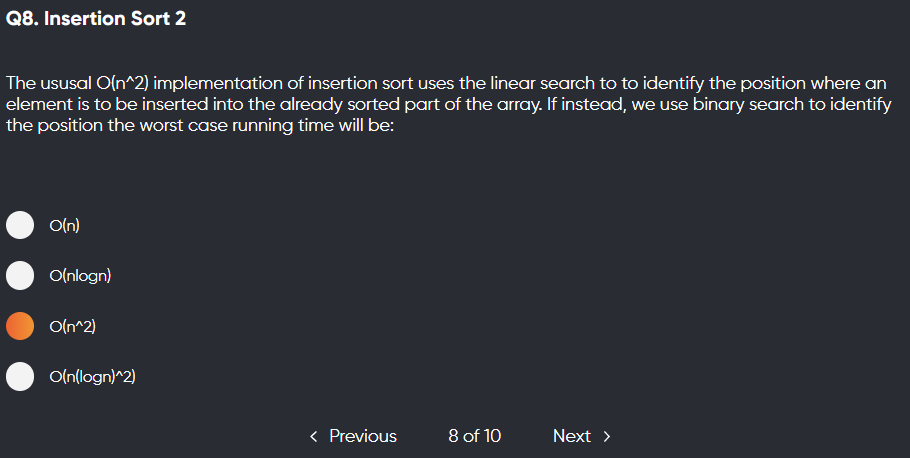 Q8. Insertion Sort 2
The ususal O(n^2) implementation of insertion sort uses the linear search to to identify the position where an
element is to be inserted into the already sorted part of the array. If instead, we use binary search to identify
the position the worst case running time will be:
O(n)
O(nlogn)
O(n^2)
O(n(logn)^2)
< Previous 8 of 10 Next >